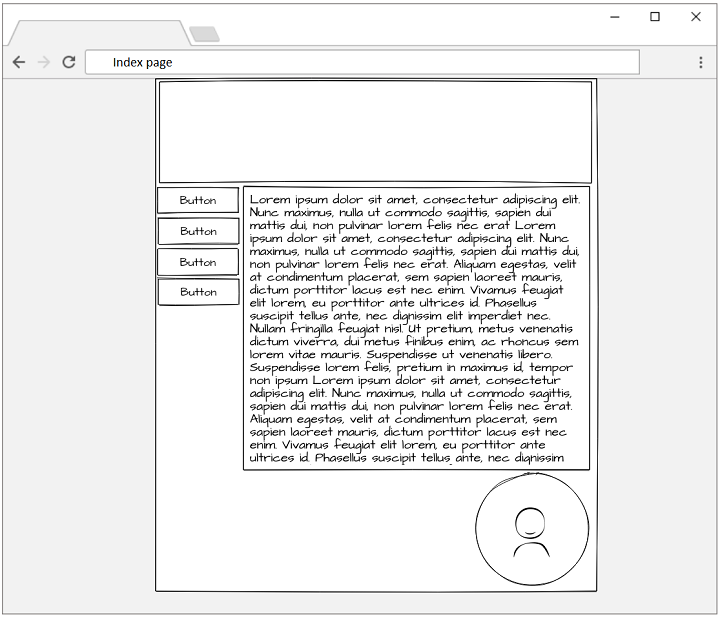 Index page
Button
Button
Button
Button
Lorem ipsum dolor sit amet, consectetur adipiscing elit.
Nunc maximus, nulla ut commodo sagittis, sapien dui
mattis dui, non pulvinar lorem felis nec erat Lorem
ipsum dolor sit amet, consectetur adipiscing elit. Nunc
maximus, nulla ut commodo sagittis, sapien dui mattis dui,
non pulvinar lorem felis nec erat. Aliquam egestas, velit
at condimentum placerat, sem sapien laoreet mauris,
dictum porttitor lacus est nec enim. Vivamus feugiat
elit lorem, eu porttitor ante ultrices id. Phasellus
suscipit tellus ante, nec dignissim elit imperdiet nec.
Nullam fringilla feugiat nisl. Ut pretium, metus venenatis
dictum viverra, dui metus finibus enim, ac rhoncus sem
lorem vitae mauris. Suspendisse ut venenatis libero.
Suspendisse lorem felis, pretium in maximus id, tempor
non ipsum Lorem ipsum dolor sit amet, consectetur
adipiscing elit. Nunc maximus, nulla ut commodo sagittis,
sapien dui mattis dui, non pulvinar lorem felis nec erat.
Aliquam egestas, velit at condimentum placerat, sem
sapien laoreet mauris, dictum porttitor lacus est nec
enim. Vivamus feugiat elit lorem, eu porttitor ante
ultrices id. Phasellus suscipit tellus ante, nec dignissim